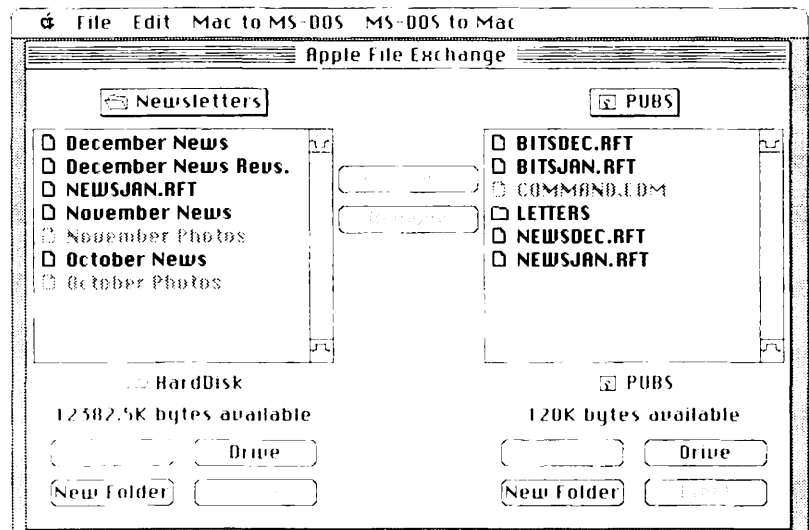 File Edit Mac to MS-DOS MS-DOS to Mac
Apple File Exchange
Newsletters
December News
December News Revs.
NEWSJAN.RFT
November News
November Photos
October News
October Photos
HardDisk
12382.5K bytes available
Drive
New Folder
Remove
PUBS
BITSDEC.RFT
BITSJAN.RFT
COMMAND.COM
LETTERS
NEWSDEC.RFT
NEWSJAN.RFT
PUBS
120K bytes available
Drive
New Folder